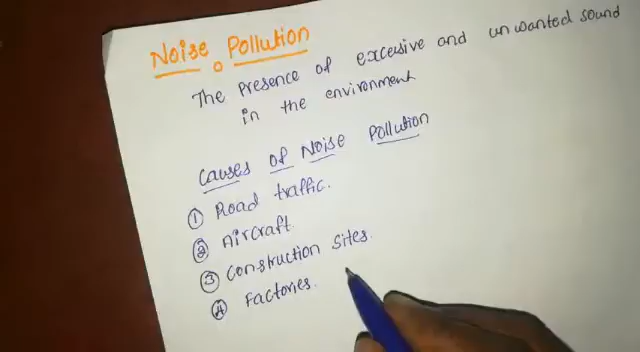 Noise Pollution
The presence of excessive and unwanted sound
in the environment
Causes of Noise Pollution
① Road traffic.
② Aircraft
③ Construction sites.
④ Factories.